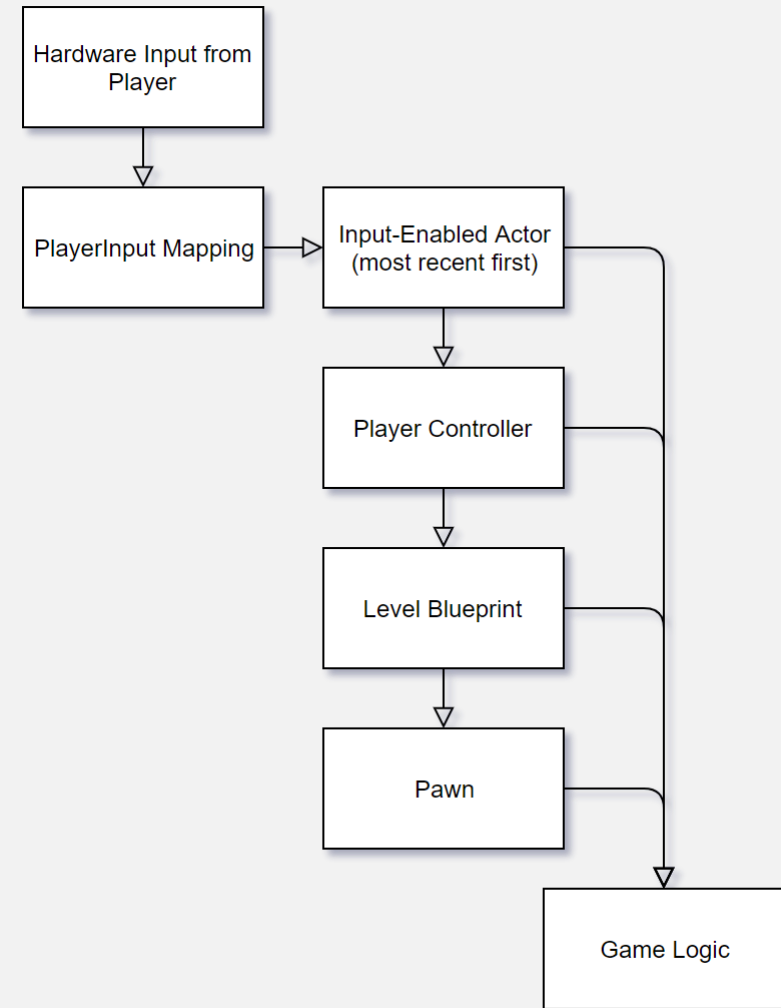 Hardware Input from
Player
PlayerInput Mapping
Input-Enabled Actor
(most recent first)
Player Controller
Level Blueprint
Pawn
Game Logic